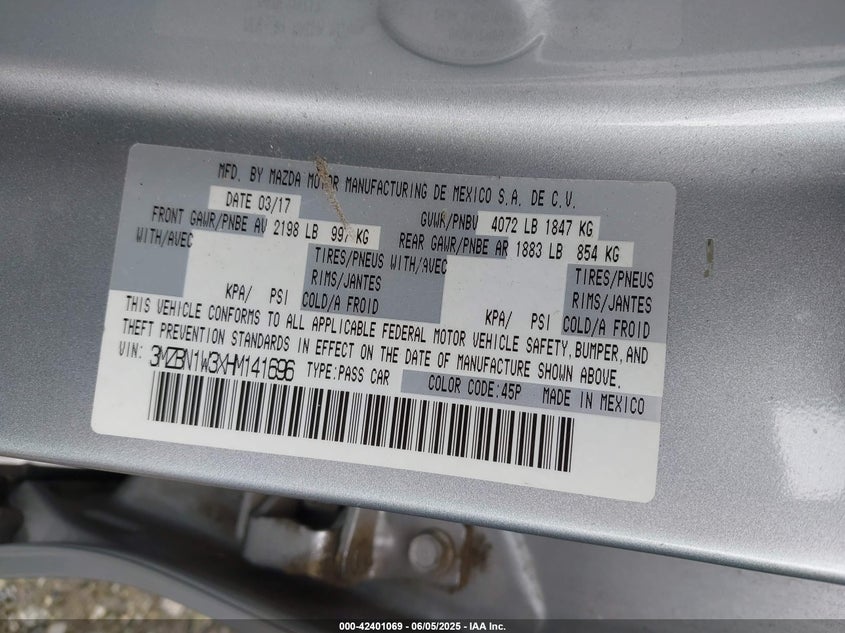 MFD. BY MAZDA MOTOR MANUFACTURING DE MEXICO S.A. DE C.V.
DATE 03/17 GVWR/PNBV 4072 LB 1847 KG
FRONT GAWR/PNBE AV 2198 LB 997 KG REAR GAWR/PNBE AR 1883 LB 854 KG
WITH/AVEC TIRES/PNEUS WITH/AVEC TIRES/PNEUS
RIMS/JANTES RIMS/JANTES
KPA/ PSI COLD/A FROID KPA/ PSI COLD/A FROID
THIS VEHICLE CONFORMS TO ALL APPLICABLE FEDERAL MOTOR VEHICLE SAFETY, BUMPER, AND
THEFT PREVENTION STANDARDS IN EFFECT ON THE DATE OF MANUFACTURE SHOWN ABOVE.
VIN: 3MZBN1W3XHM141696 TYPE:PASS CAR COLOR CODE:45P MADE IN MEXICO
000-42401069 - 06/05/2025 - IAA Inc.